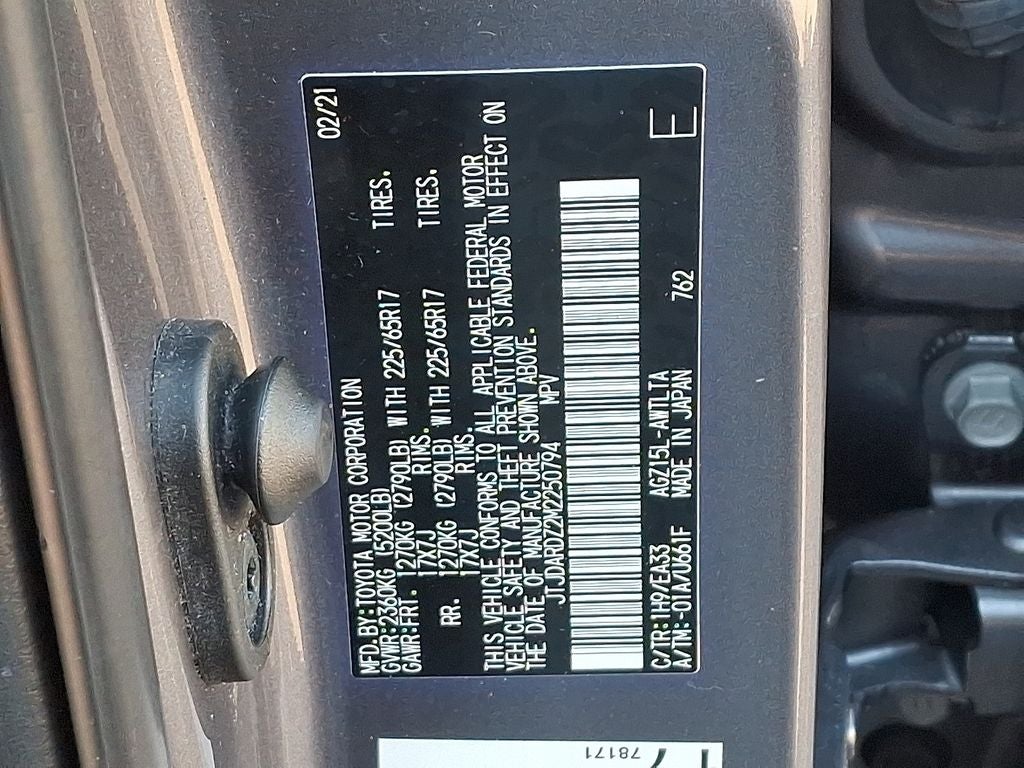 MFD.BY:TOYOTA MOTOR CORPORATION 02/21
GVWR:2360KG (5200LB)
GAWR:FRT. 1270KG (2790LB) WITH 225/65R17 TIRES.
17X7J RIMS.
RR. 1270KG (2790LB) WITH 225/65R17 TIRES.
17X7J RIMS.
THIS VEHICLE CONFORMS TO ALL APPLICABLE FEDERAL MOTOR
VEHICLE SAFETY AND THEFT PREVENTION STANDARDS IN EFFECT ON
THE DATE OF MANUFACTURE SHOWN ABOVE.
JTJDARDZ2M2250794 MPV
C/TR:1H9/EA33 AGZ15L-AWTLTA
A/TM:-01A/U661F MADE IN JAPAN 762 E
78171